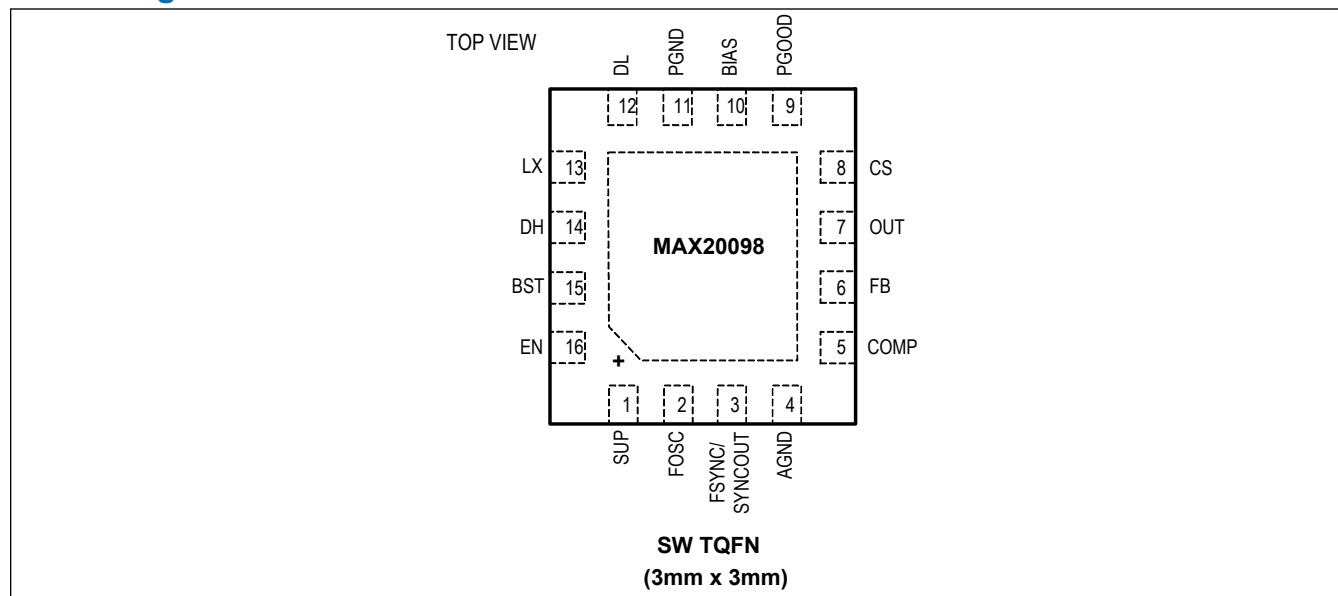 TOP VIEW
DL
PGND
BIAS
PGOOD
12
11
10
9
LX
13
8
CS
DH
14
7
OUT
MAX20098
BST
15
6
FB
EN
16
5
COMP
+
1
2
3
4
SUP
FOSC
FSYNC/
SYNCOUT
AGND
SW TQFN
(3mm x 3mm)